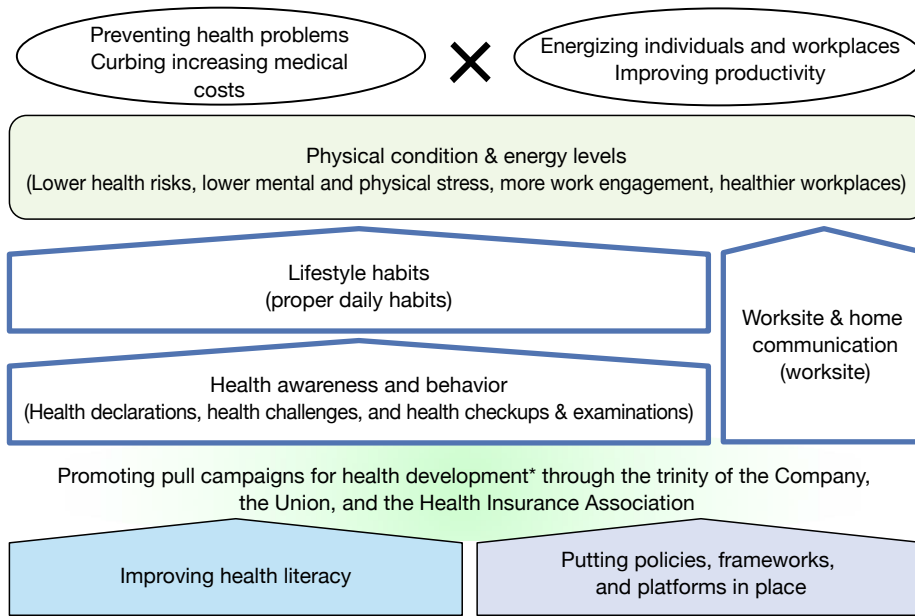 Preventing health problems
Curbing increasing medical
costs
×
Energizing individuals and workplaces
Improving productivity
Physical condition & energy levels
(Lower health risks, lower mental and physical stress, more work engagement, healthier workplaces)
Lifestyle habits
(proper daily habits)
Worksite & home
communication
(worksite)
Health awareness and behavior
(Health declarations, health challenges, and health checkups & examinations)
Promoting pull campaigns for health development* through the trinity of the Company,
the Union, and the Health Insurance Association
Improving health literacy
Putting policies, frameworks,
and platforms in place